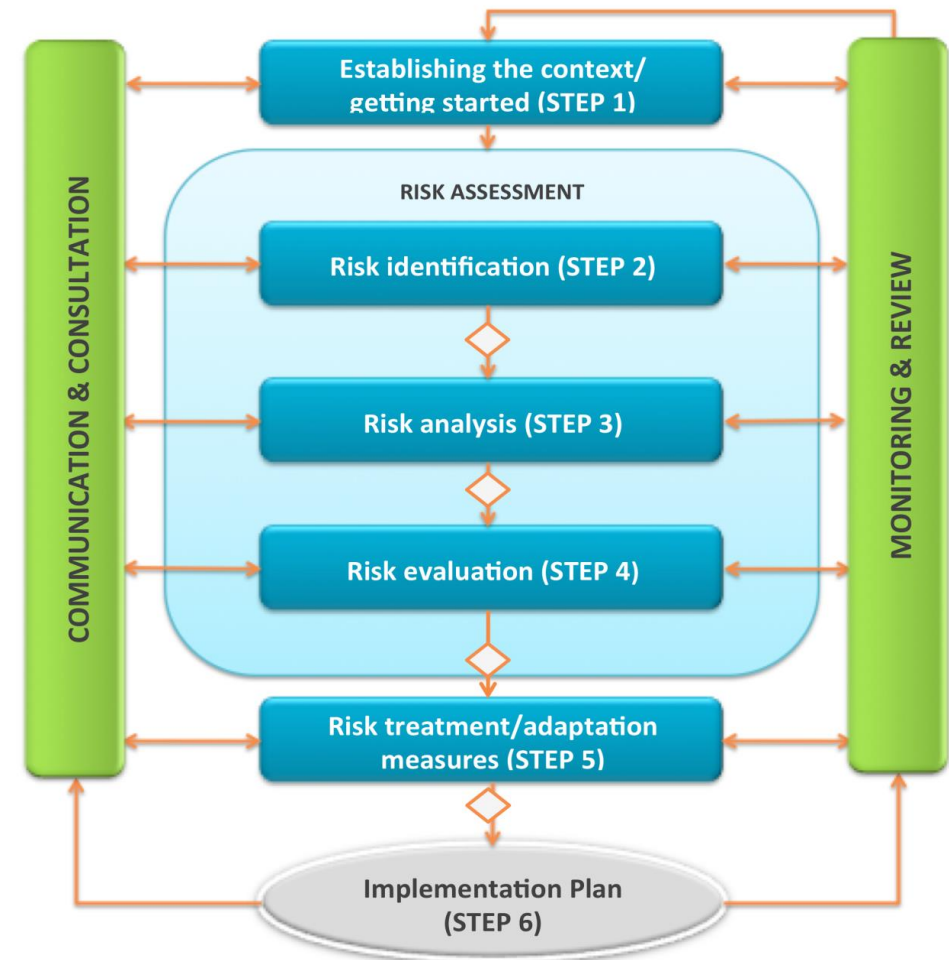 Establishing the context/
getting started (STEP 1)
RISK ASSESSMENT
Risk identification (STEP 2)
Risk analysis (STEP 3)
Risk evaluation (STEP 4)
Risk treatment/adaptation
measures (STEP 5)
Implementation Plan
(STEP 6)
COMMUNICATION & CONSULTATION
MONITORING & REVIEW